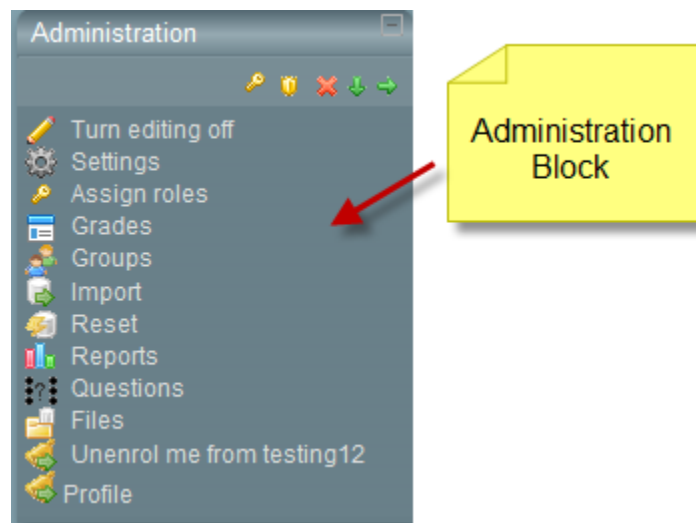 Administration
Turn editing off
Settings
Assign roles
Grades
Groups
Import
Reset
Reports
Questions
Files
Unenrol me from testing12
Profile
Administration
Block